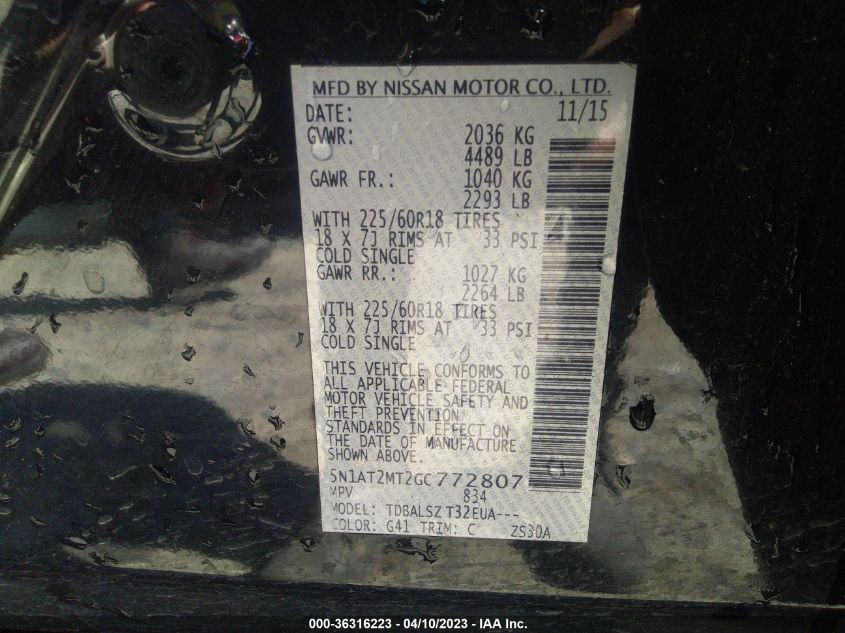 MFD BY NISSAN MOTOR CO., LTD.
DATE: 11/15
GVWR: 2036 KG
4489 LB
GAWR FR.: 1040 KG
2293 LB
WITH 225/60R18 TIRES
18 X 7J RIMS AT 33 PSI
COLD SINGLE
GAWR RR.: 1027 KG
2264 LB
WITH 225/60R18 TIRES
18 X 7J RIMS AT 33 PSI
COLD SINGLE
THIS VEHICLE CONFORMS TO
ALL APPLICABLE FEDERAL
MOTOR VEHICLE SAFETY AND
THEFT PREVENTION
STANDARDS IN EFFECT ON
THE DATE OF MANUFACTURE
SHOWN ABOVE.
5N1AT2MT2GC772807
MPV 834
MODEL: TDBALSZ T32EUA---
COLOR: G41 TRIM: C ZS30A
000-36316223 - 04/10/2023 - IAA Inc.